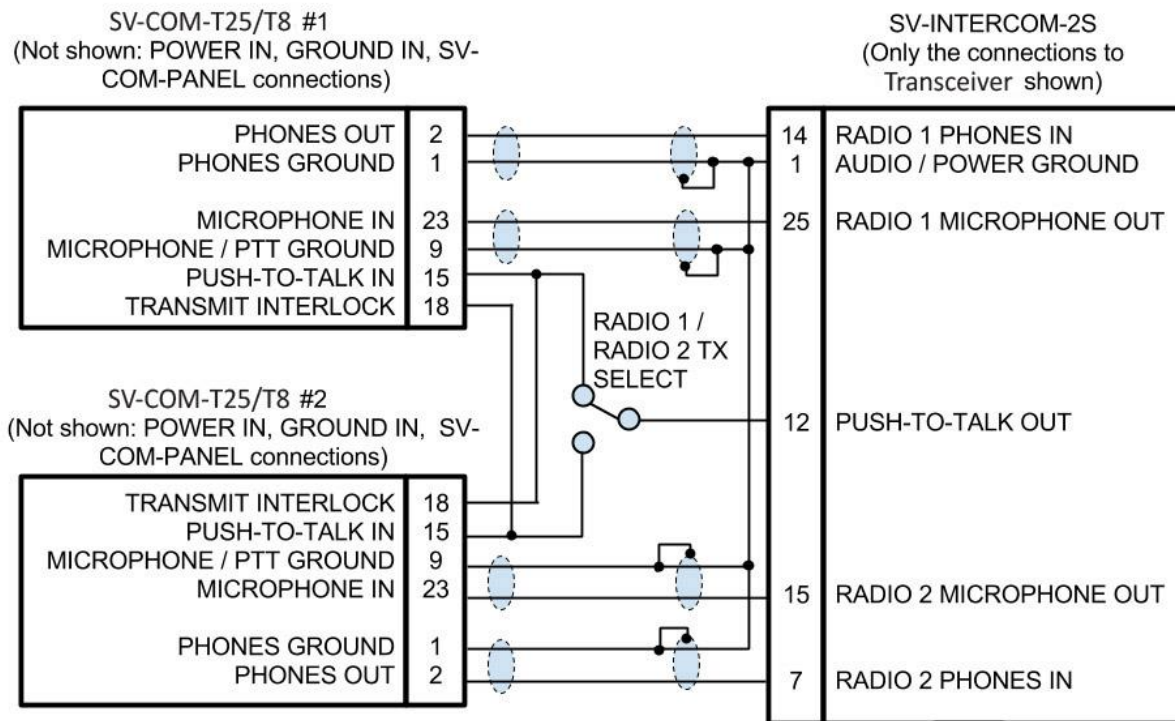 SV-COM-T25/T8 #1
(Not shown: POWER IN, GROUND IN, SV-
COM-PANEL connections)
PHONES OUT 2
PHONES GROUND 1
MICROPHONE IN 23
MICROPHONE / PTT GROUND 9
PUSH-TO-TALK IN 15
TRANSMIT INTERLOCK 18
SV-COM-T25/T8 #2
(Not shown: POWER IN, GROUND IN, SV-
COM-PANEL connections)
TRANSMIT INTERLOCK 18
PUSH-TO-TALK IN 15
MICROPHONE / PTT GROUND 9
MICROPHONE IN 23
PHONES GROUND 1
PHONES OUT 2
RADIO 1 /
RADIO 2 TX
SELECT
SV-INTERCOM-2S
(Only the connections to
Transceiver shown)
14 RADIO 1 PHONES IN
1 AUDIO / POWER GROUND
25 RADIO 1 MICROPHONE OUT
12 PUSH-TO-TALK OUT
15 RADIO 2 MICROPHONE OUT
7 RADIO 2 PHONES IN